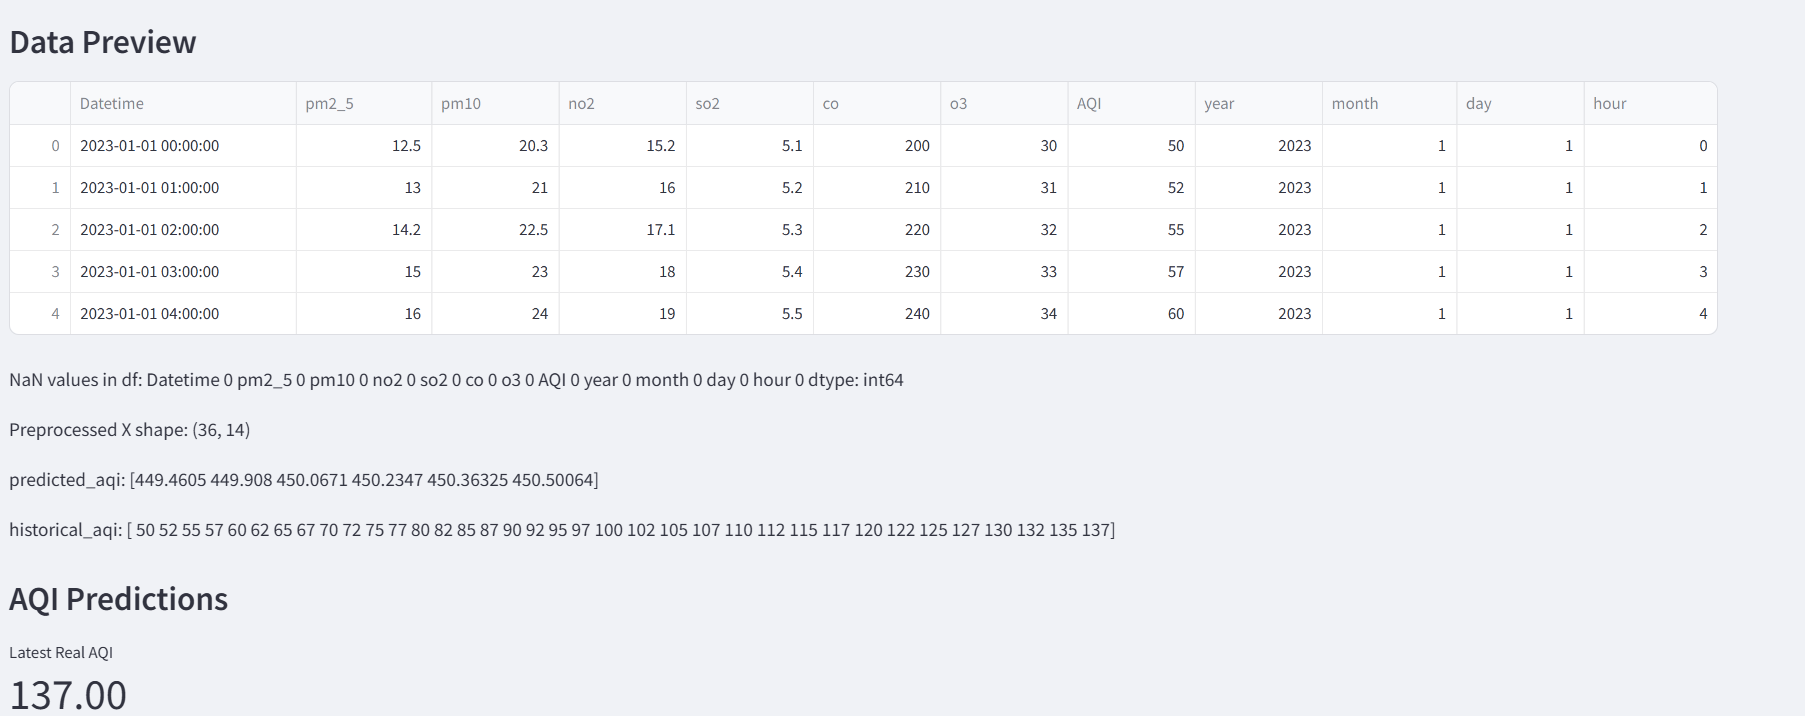 Data Preview
Datetime pm2_5 pm10 no2 so2 co o3 AQI year month day hour
0 2023-01-01 00:00:00 12.5 20.3 15.2 5.1 200 30 50 2023 1 1 0
1 2023-01-01 01:00:00 13 21 16 5.2 210 31 52 2023 1 1 1
2 2023-01-01 02:00:00 14.2 22.5 17.1 5.3 220 32 55 2023 1 1 2
3 2023-01-01 03:00:00 15 23 18 5.4 230 33 57 2023 1 1 3
4 2023-01-01 04:00:00 16 24 19 5.5 240 34 60 2023 1 1 4
NaN values in df: Datetime 0 pm2_5 0 pm10 0 no2 0 so2 0 co 0 o3 0 AQI 0 year 0 month 0 day 0 hour 0 dtype: int64
Preprocessed X shape: (36, 14)
predicted_aqi: [449.4605 449.908 450.0671 450.2347 450.36325 450.50064]
historical_aqi: [ 50 52 55 57 60 62 65 67 70 72 75 77 80 82 85 87 90 92 95 97 100 102 105 107 110 112 115 117 120 122 125 127 130 132 135 137]
AQI Predictions
Latest Real AQI
137.00